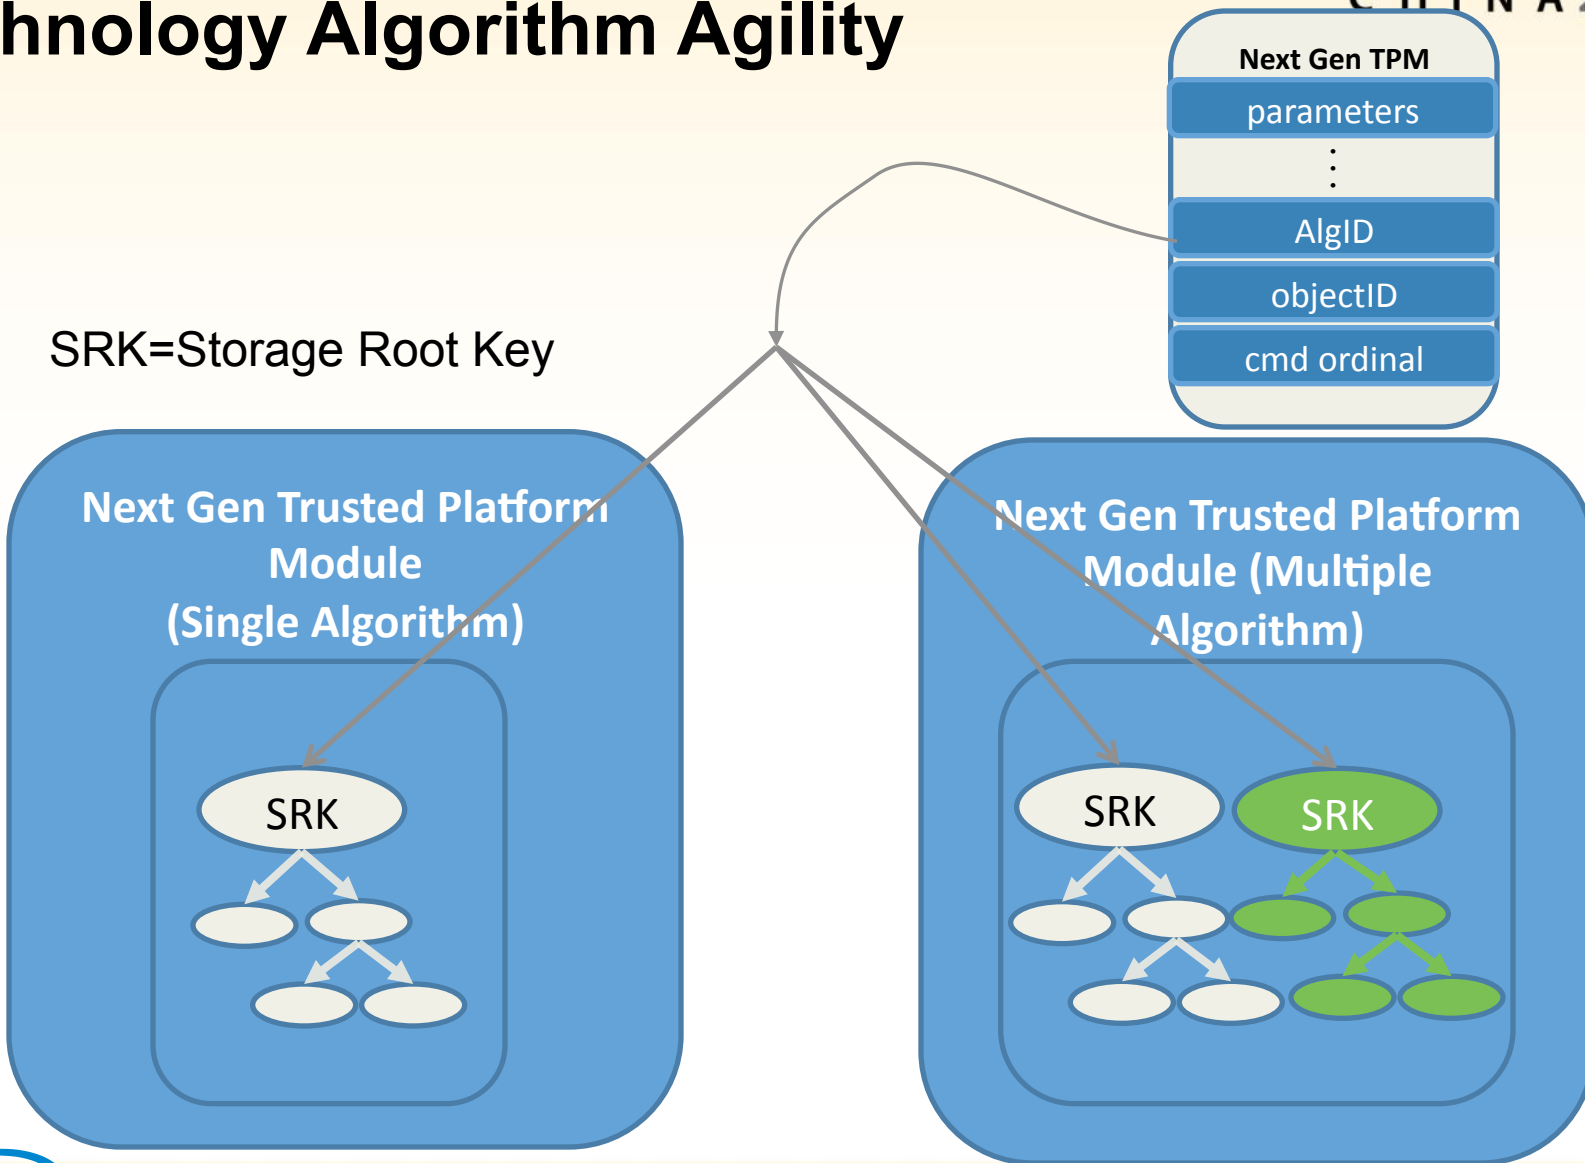 hnology Algorithm Agility
CHINA
Next Gen TPM
parameters
AlgID
objectID
cmd ordinal
SRK=Storage Root Key
Next Gen Trusted Platform
Module
(Single Algorithm)
SRK
Next Gen Trusted Platform
Module (Multiple
Algorithm)
SRK
SRK